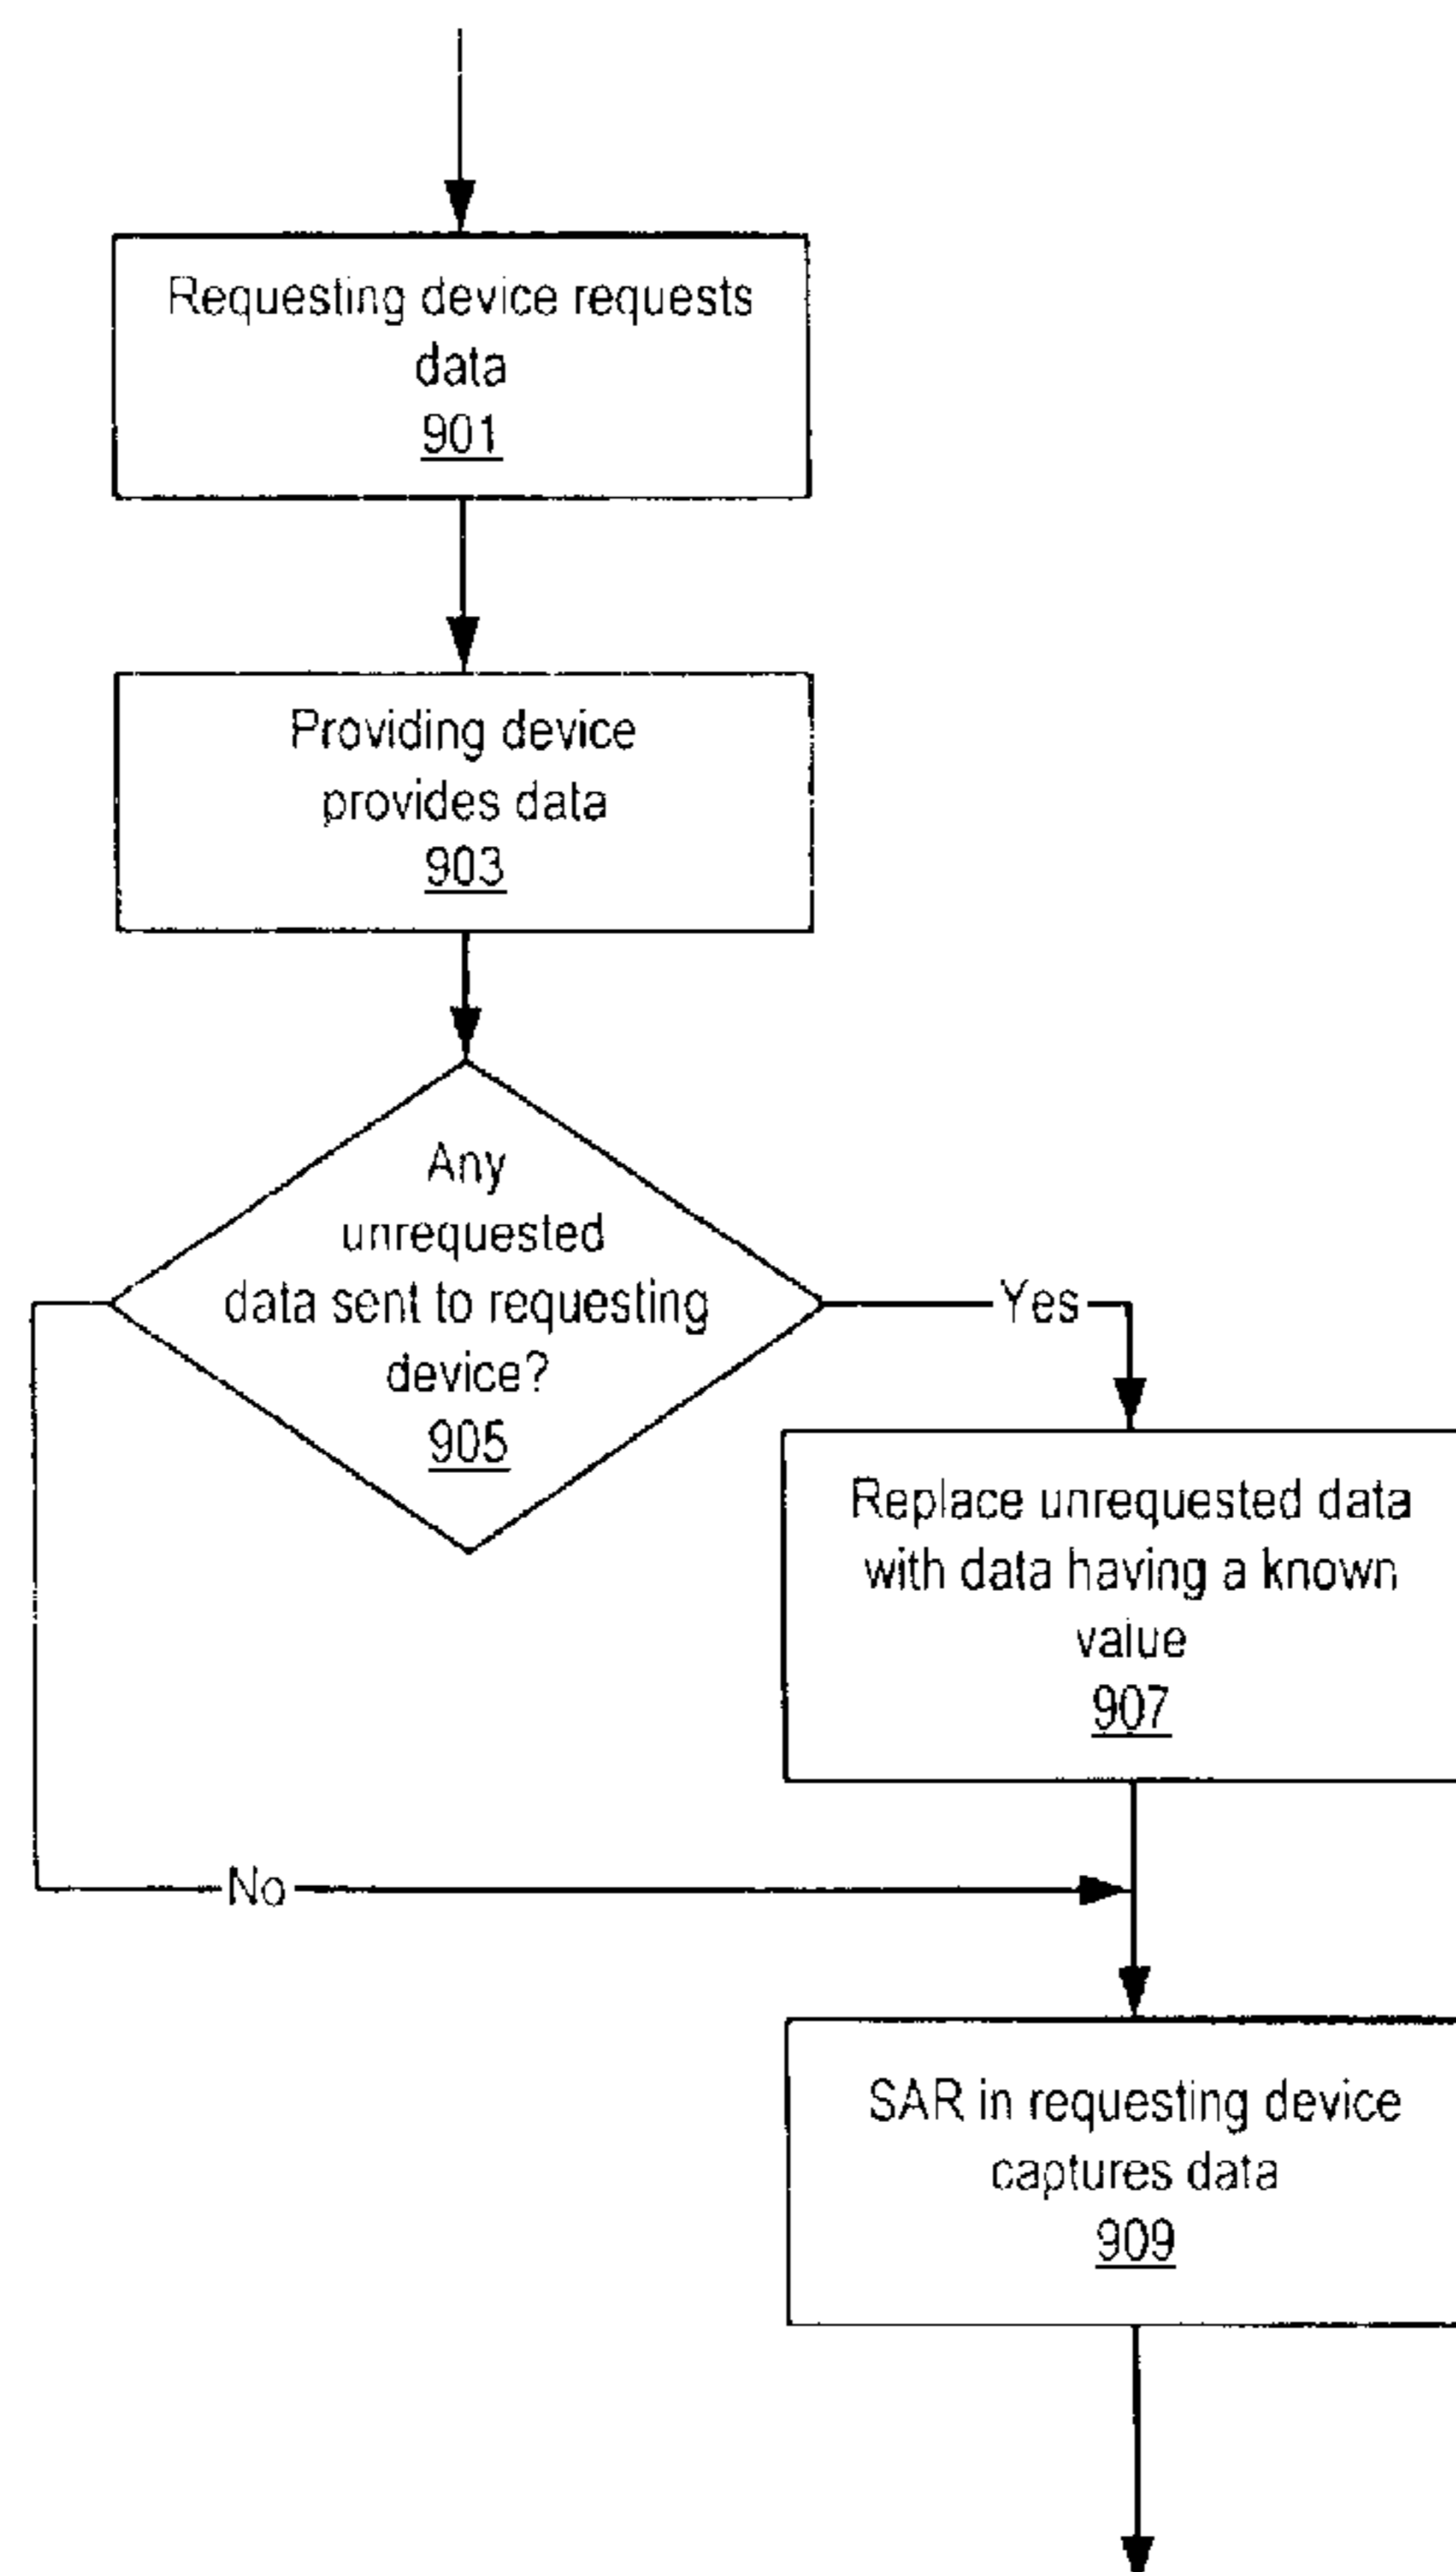 Requesting device requests
data
901
Providing device
provides data
903
Any
unrequested
data sent to requesting
device?
905
Yes
Replace unrequested data
with data having a known
value
907
No
SAR in requesting device
captures data
909